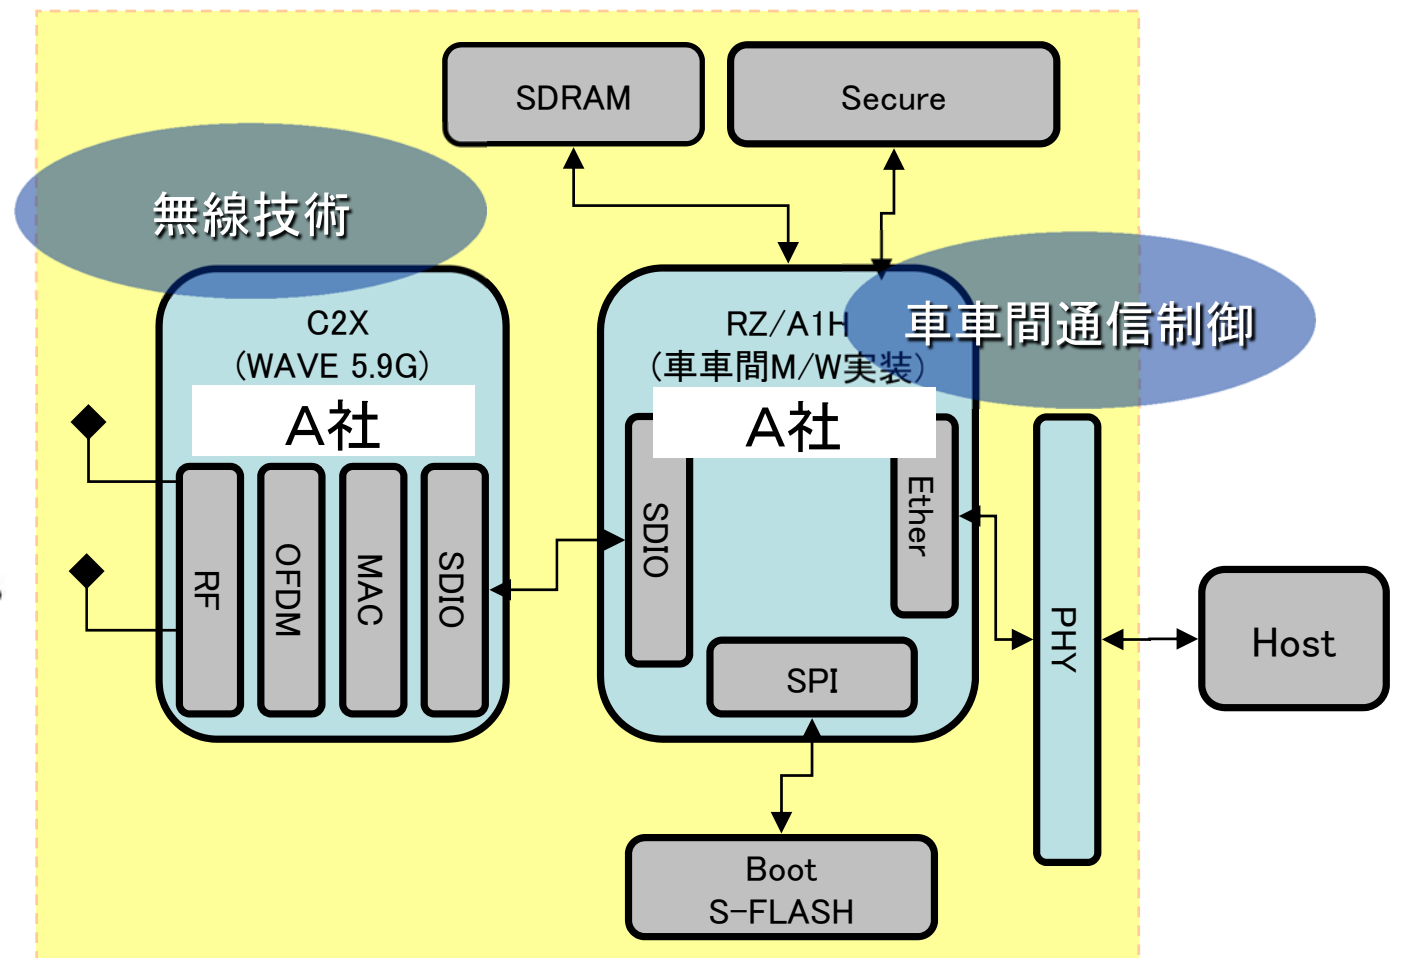 SDRAM
Secure
無線技術
車車間通信制御
C2X
(WAVE 5.9G)
A社
RF
OFDM
MAC
SDIO
RZ/A1H
(車車間M/W実装)
A社
SDIO
Ether
SPI
PHY
Host
Boot
S-FLASH